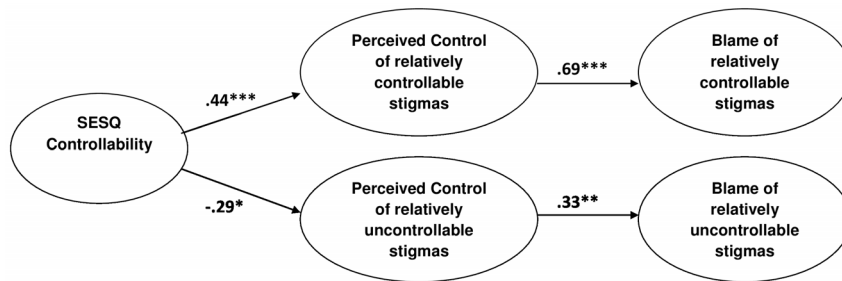 SESQ
Controllability
.44***
-.29*
Perceived Control
of relatively
controllable
stigmas
.69***
Blame of
relatively
controllable
stigmas
Perceived Control
of relatively
uncontrollable
stigmas
.33**
Blame of
relatively
uncontrollable
stigmas